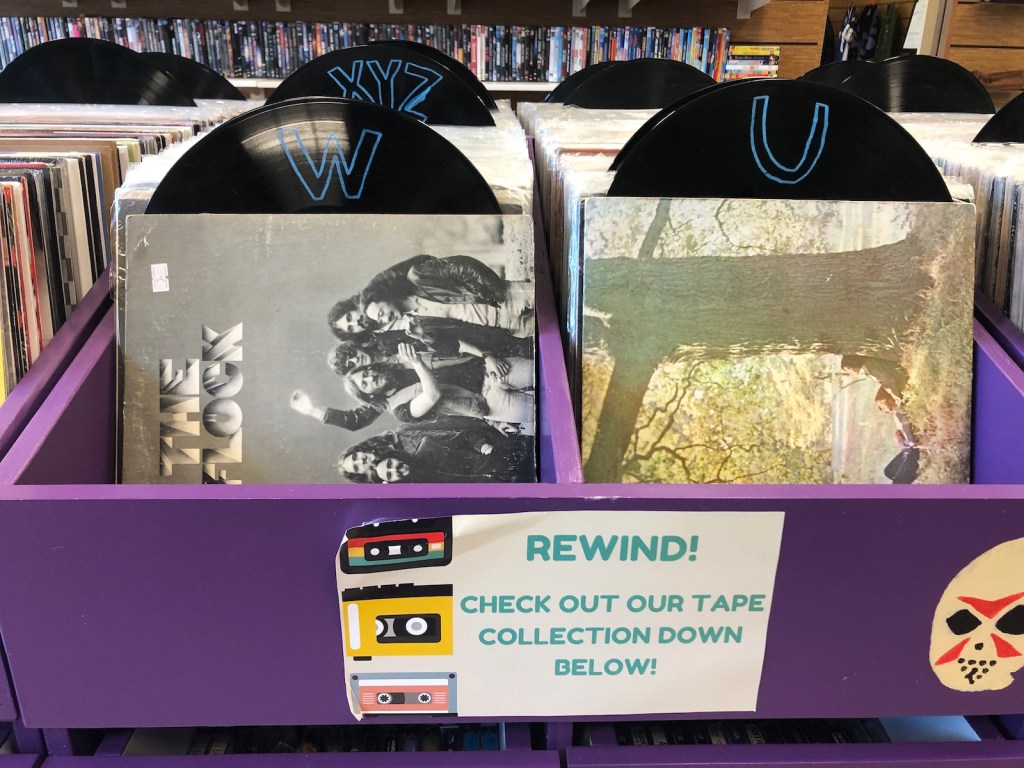 XYZ
W
U
THE
FLOCK
REWIND!
CHECK OUT OUR TAPE
COLLECTION DOWN
BELOW!